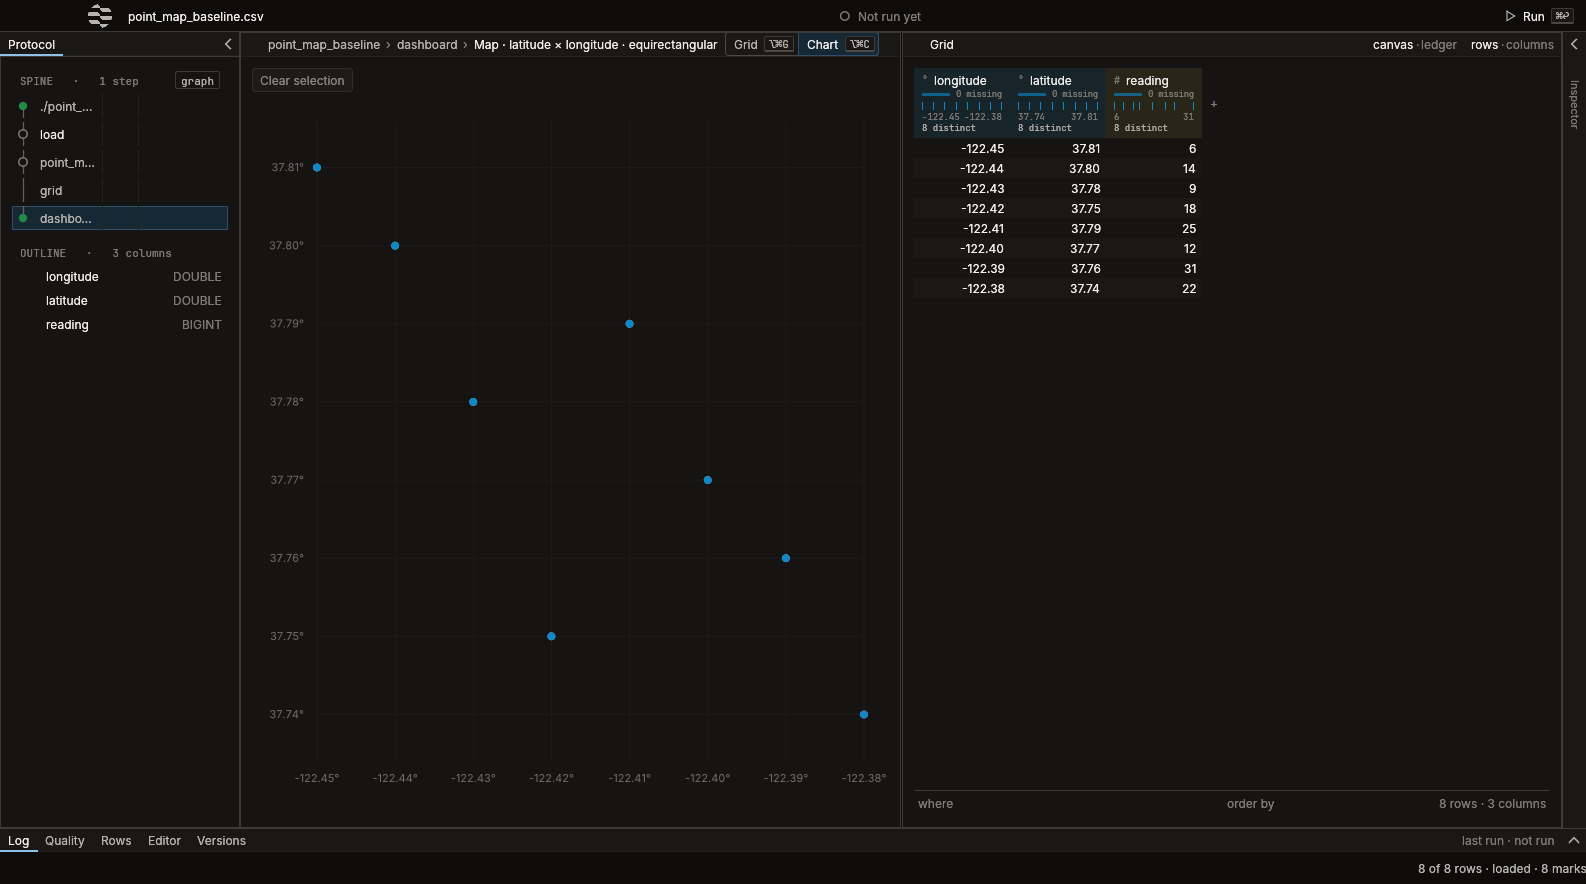 point_map_baseline.csv
Not run yet
Run ⌘⏎
Protocol
point_map_baseline › dashboard › Map · latitude × longitude · equirectangular
Grid ⌥⌘G
Chart ⌥⌘C
Grid
canvas · ledger
rows · columns
SPINE · 1 step
graph
./point_...
load
point_m...
grid
dashbo...
OUTLINE · 3 columns
longitude DOUBLE
latitude DOUBLE
reading BIGINT
Clear selection
37.81°
37.80°
37.79°
37.78°
37.77°
37.76°
37.75°
37.74°
-122.45° -122.44° -122.43° -122.42° -122.41° -122.40° -122.39° -122.38°
° longitude ° latitude # reading
0 missing 0 missing 0 missing
-122.45 -122.38 37.74 37.81 6 31
8 distinct 8 distinct 8 distinct
+
-122.45 37.81 6
-122.44 37.80 14
-122.43 37.78 9
-122.42 37.75 18
-122.41 37.79 25
-122.40 37.77 12
-122.39 37.76 31
-122.38 37.74 22
where
order by
8 rows · 3 columns
Inspector
Log Quality Rows Editor Versions
last run · not run
8 of 8 rows · loaded · 8 marks